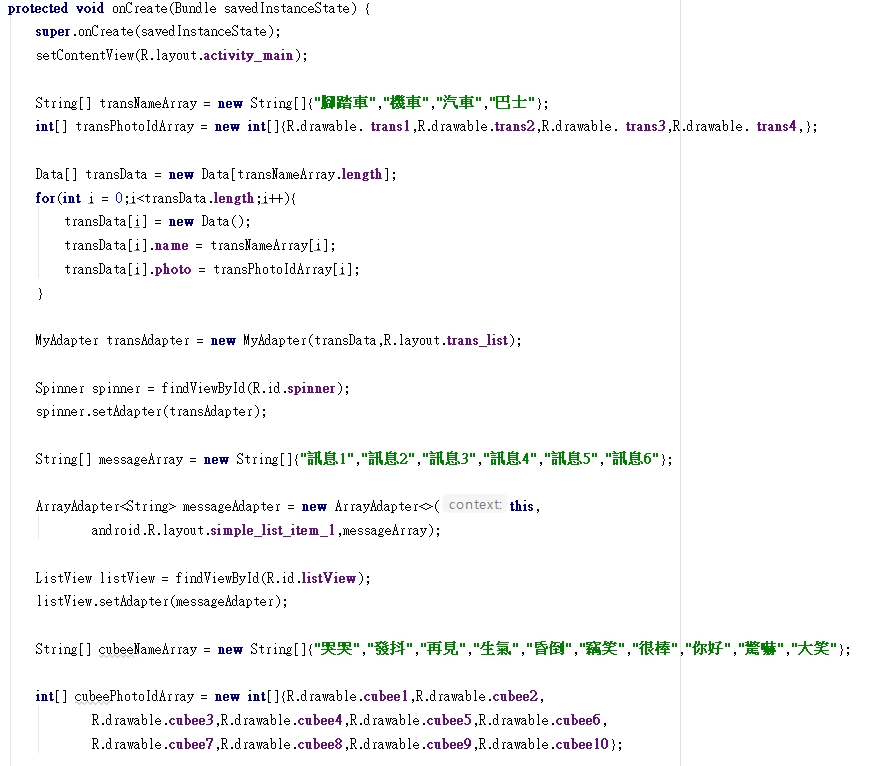 protected void onCreate(Bundle savedInstanceState) {
super.onCreate(savedInstanceState);
setContentView(R.layout.activity_main);
String[] transNameArray = new String[]{"腳踏車","機車","汽車","巴士"};
int[] transPhotoIdArray = new int[]{R.drawable. trans1,R.drawable.trans2,R.drawable. trans3,R.drawable. trans4,};
Data[] transData = new Data[transNameArray.length];
for(int i = 0;i<transData.length;i++){
transData[i] = new Data();
transData[i].name = transNameArray[i];
transData[i].photo = transPhotoIdArray[i];
}
MyAdapter transAdapter = new MyAdapter(transData,R.layout.trans_list);
Spinner spinner = findViewById(R.id.spinner);
spinner.setAdapter(transAdapter);
String[] messageArray = new String[]{"訊息1","訊息2","訊息3","訊息4","訊息5","訊息6"};
ArrayAdapter<String> messageAdapter = new ArrayAdapter<>( context: this,
android.R.layout.simple_list_item_1,messageArray);
ListView listView = findViewById(R.id.listView);
listView.setAdapter(messageAdapter);
String[] cubeeNameArray = new String[]{"哭哭","發抖","再見","生氣","昏倒","竊笑","很棒","你好","驚嚇","大笑"};
int[] cubeePhotoIdArray = new int[]{R.drawable.cubee1,R.drawable.cubee2,
R.drawable.cubee3,R.drawable.cubee4,R.drawable.cubee5,R.drawable.cubee6,
R.drawable.cubee7,R.drawable.cubee8,R.drawable.cubee9,R.drawable.cubee10};